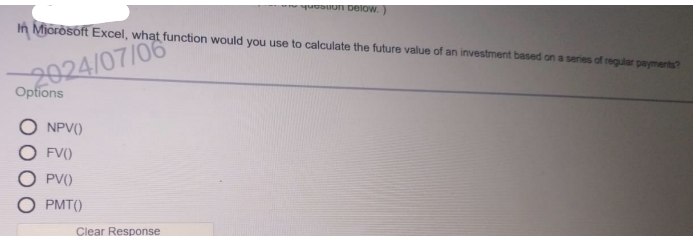 question below. )
In Microsoft Excel, what function would you use to calculate the future value of an investment based on a series of regular payments?
2024/07/06
Options
NPV()
FV()
PV()
PMT()
Clear Response